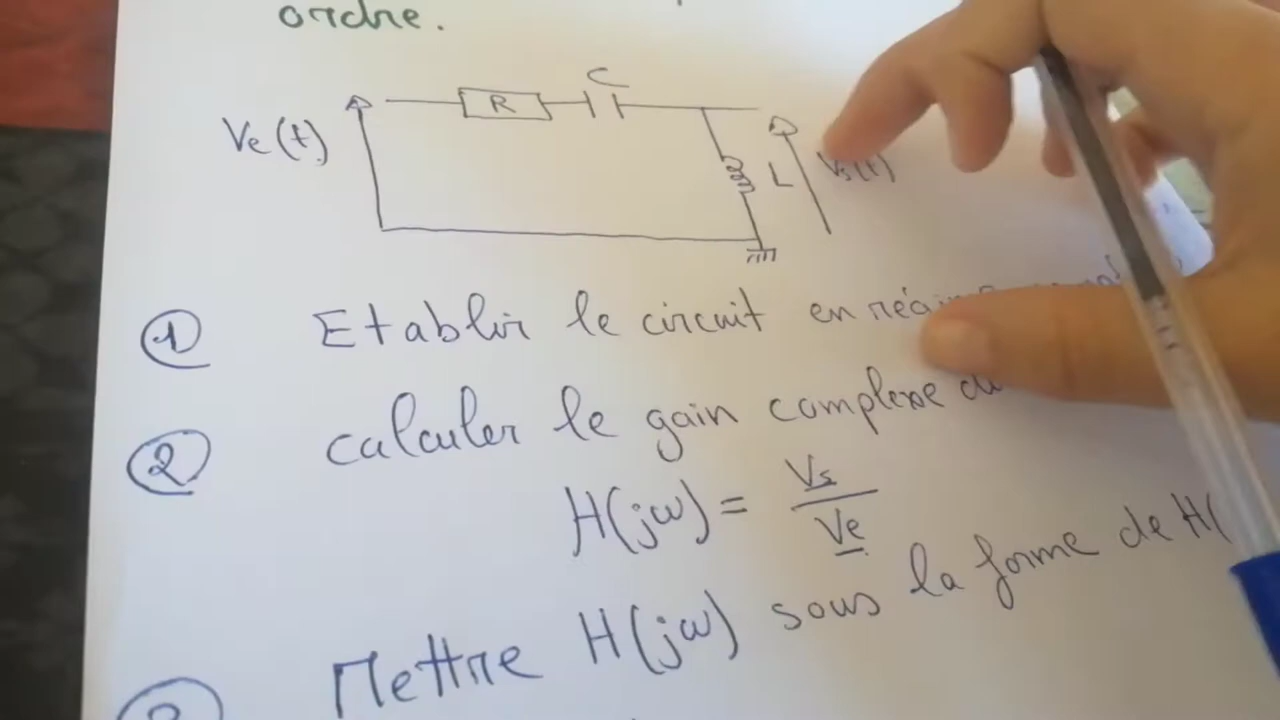 ordre.
R
C
Ve(t)
L
Vs(t)
① Etablir le circuit en
② calculer le gain complexe
H(jω) = Vs / Ve
Mettre H(jω) sous la forme de H(